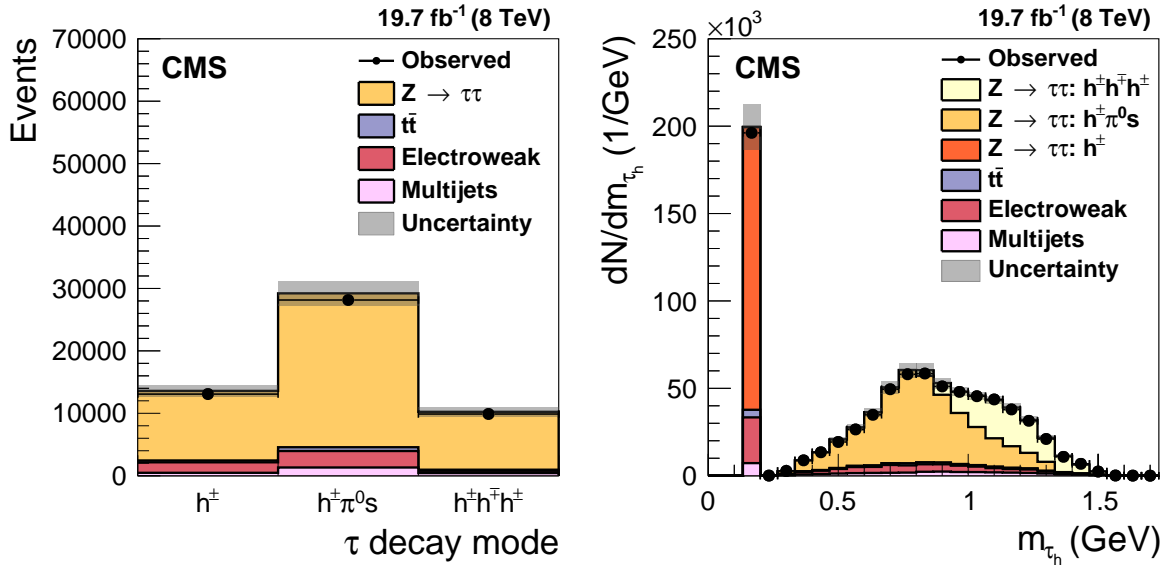 19.7 fb⁻¹ (8 TeV)
Events
70000
60000
50000
40000
30000
20000
10000
0
CMS
Observed
Z → ττ
tt̄
Electroweak
Multijets
Uncertainty
h±
h±π⁰s
h±h∓h±
τ decay mode
19.7 fb⁻¹ (8 TeV)
×10³
dN/dm_τh (1/GeV)
250
200
150
100
50
0
CMS
Observed
Z → ττ: h±h∓h±
Z → ττ: h±π⁰s
Z → ττ: h±
tt̄
Electroweak
Multijets
Uncertainty
0
0.5
1
1.5
m_τh (GeV)